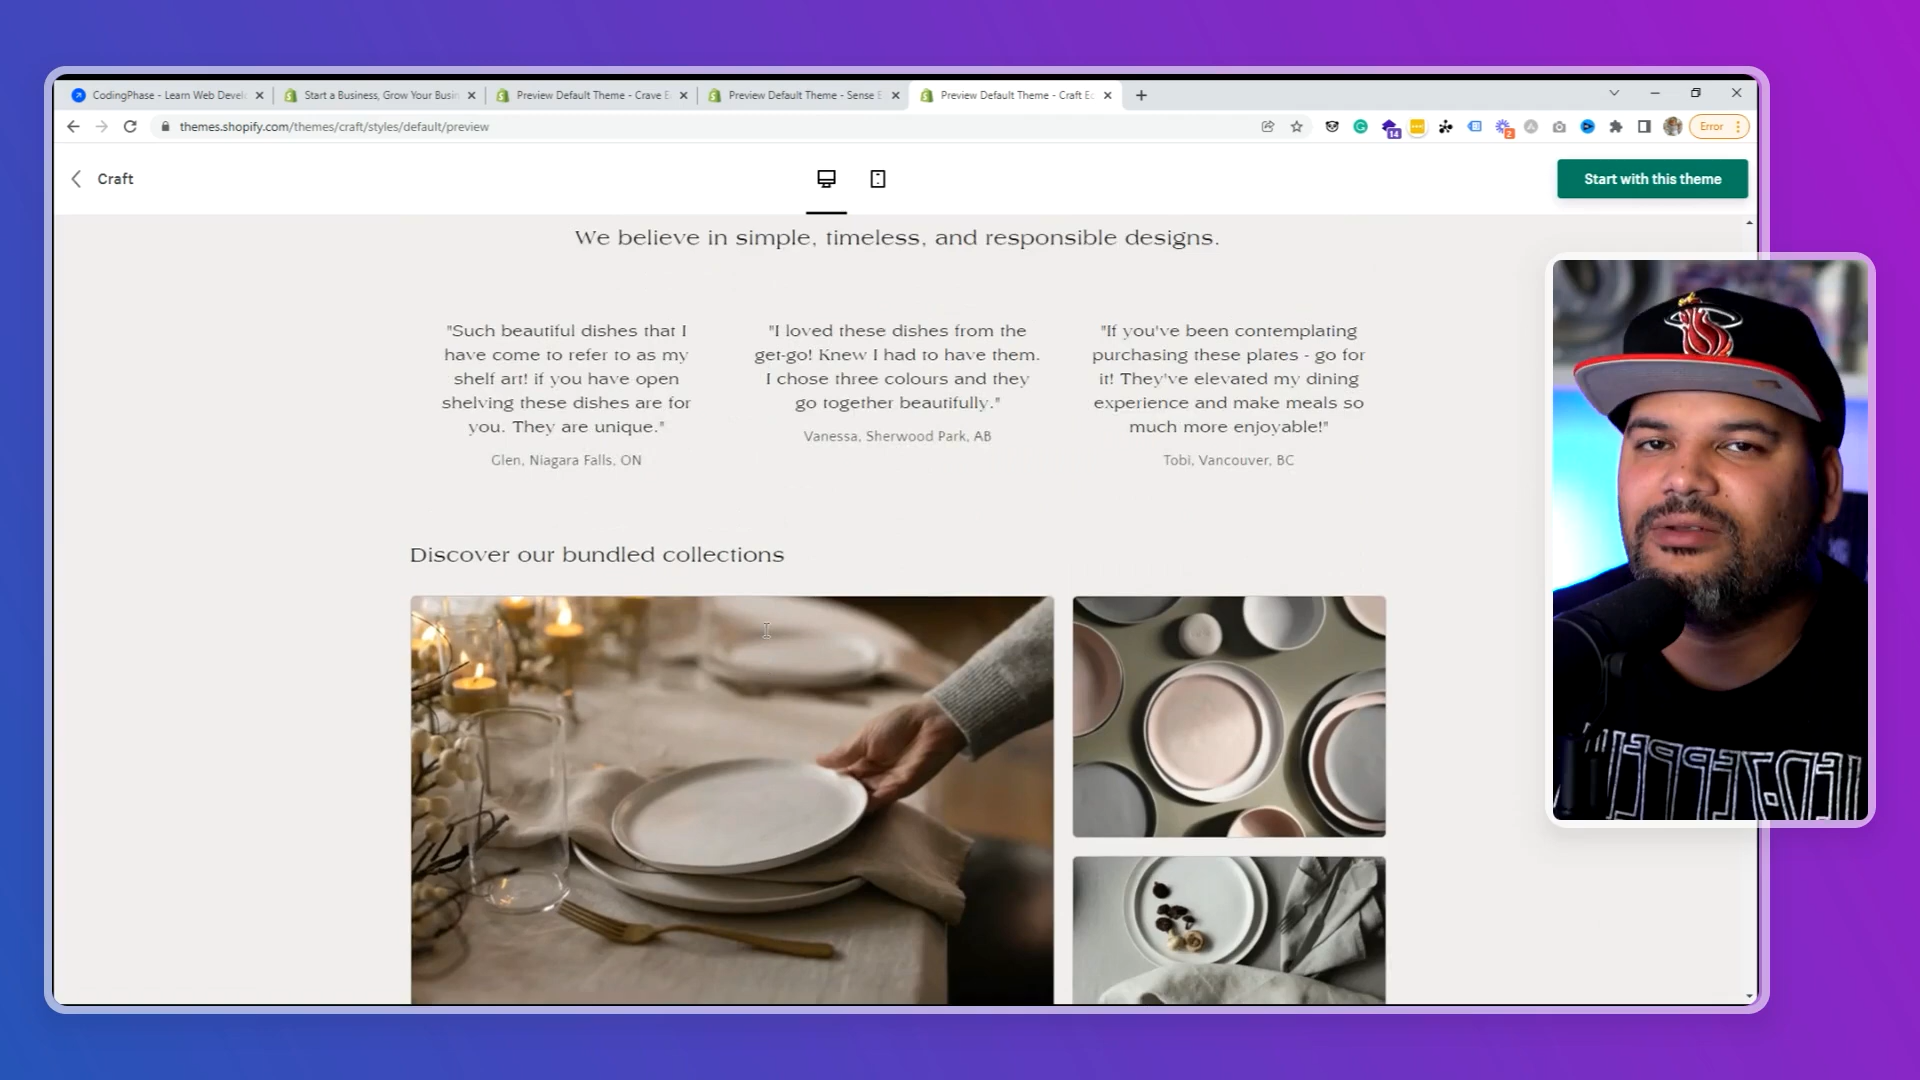 CodingPhase - Learn Web Devel
Start a Business, Grow Your Busin
Preview Default Theme - Crave E
Preview Default Theme - Sense E
Preview Default Theme - Craft Ec
themes.shopify.com/themes/craft/styles/default/preview
14
2
Error
Craft
Start with this theme
We believe in simple, timeless, and responsible designs.
"Such beautiful dishes that I
have come to refer to as my
shelf art! if you have open
shelving these dishes are for
you. They are unique."
Glen, Niagara Falls, ON
"I loved these dishes from the
get-go! Knew I had to have them.
I chose three colours and they
go together beautifully."
Vanessa, Sherwood Park, AB
"If you've been contemplating
purchasing these plates - go for
it! They've elevated my dining
experience and make meals so
much more enjoyable!"
Tobi, Vancouver, BC
Discover our bundled collections